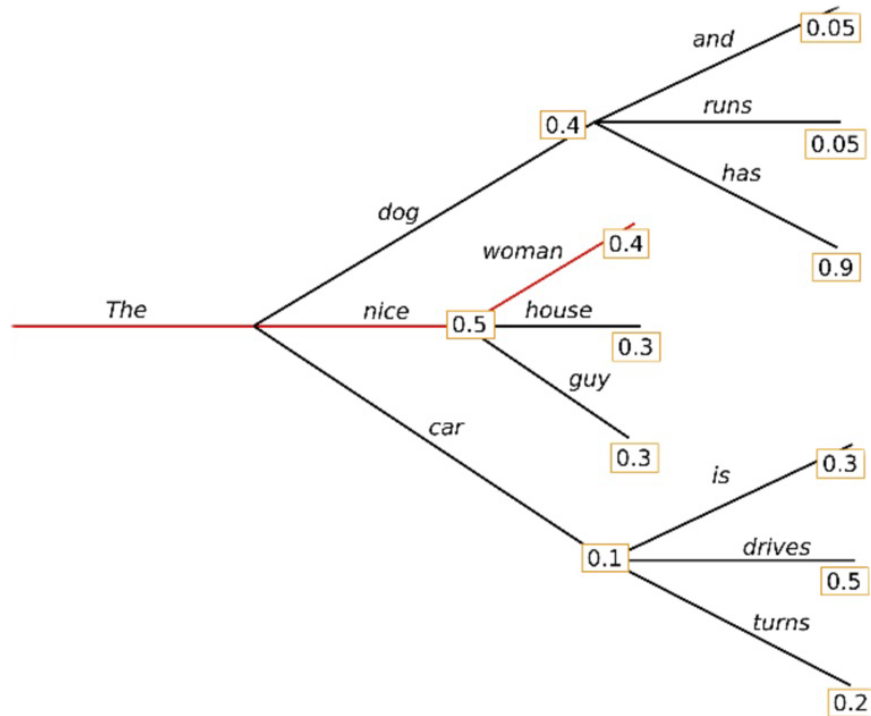 and
0.05
runs
0.05
has
0.9
0.4
dog
woman
0.4
The
nice
0.5
house
0.3
guy
0.3
car
is
0.3
0.1
drives
0.5
turns
0.2